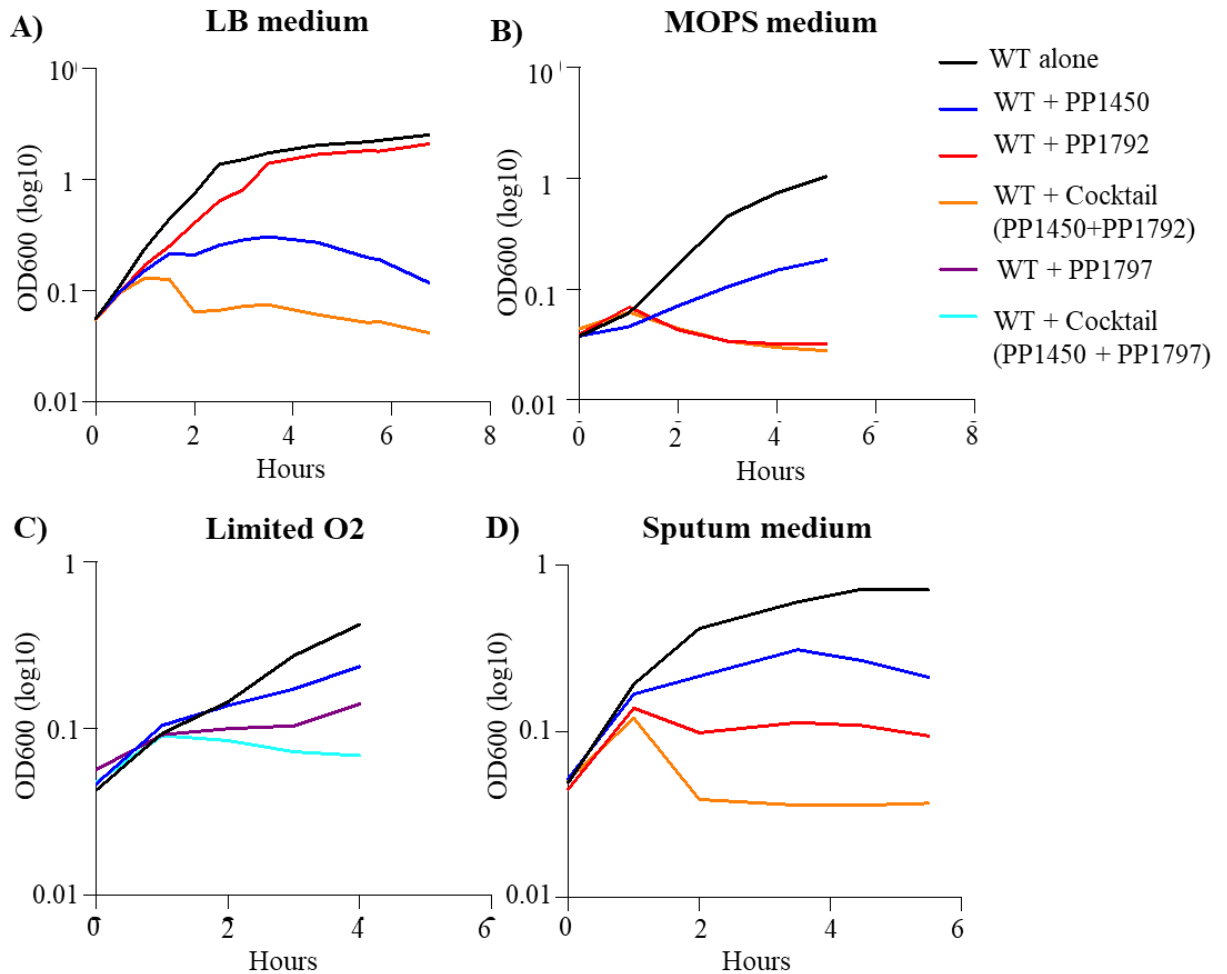 A)
LB medium
10
1
0.1
0.01
OD600 (log10)
0
2
4
6
8
Hours
B)
MOPS medium
10
1
0.1
0.01
OD600 (log10)
0
2
4
6
8
Hours
WT alone
WT + PP1450
WT + PP1792
WT + Cocktail
(PP1450+PP1792)
WT + PP1797
WT + Cocktail
(PP1450 + PP1797)
C)
Limited O2
1
0.1
0.01
OD600 (log10)
0
2
4
6
Hours
D)
Sputum medium
1
0.1
0.01
OD600 (log10)
0
2
4
6
Hours